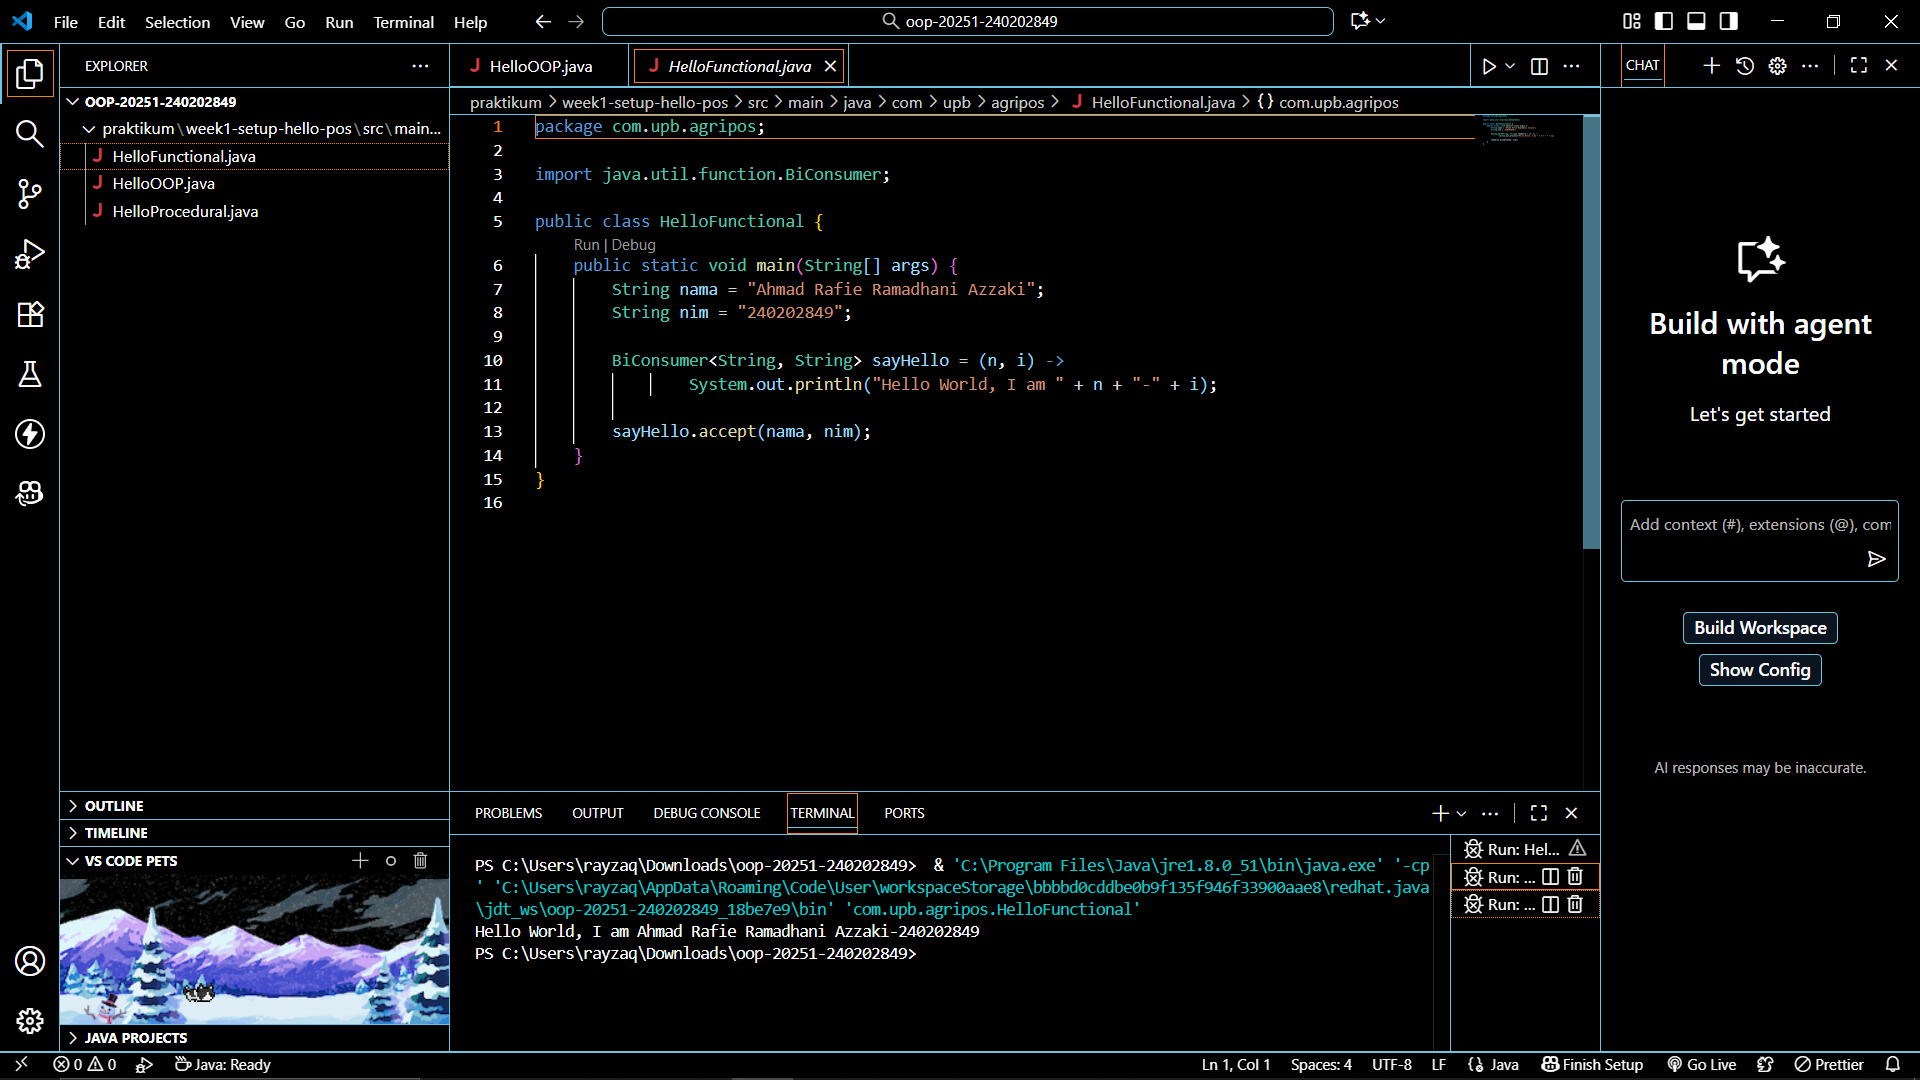 File Edit Selection View Go Run Terminal Help
oop-20251-240202849
EXPLORER
OOP-20251-240202849
praktikum\week1-setup-hello-pos\src\main...
HelloFunctional.java
HelloOOP.java
HelloProcedural.java
OUTLINE
TIMELINE
VS CODE PETS
JAVA PROJECTS
HelloOOP.java
HelloFunctional.java
praktikum > week1-setup-hello-pos > src > main > java > com > upb > agripos > HelloFunctional.java > {} com.upb.agripos
1 package com.upb.agripos;
2
3 import java.util.function.BiConsumer;
4
5 public class HelloFunctional {
Run | Debug
6 public static void main(String[] args) {
7 String nama = "Ahmad Rafie Ramadhani Azzaki";
8 String nim = "240202849";
9
10 BiConsumer<String, String> sayHello = (n, i) ->
11 System.out.println("Hello World, I am " + n + "-" + i);
12
13 sayHello.accept(nama, nim);
14 }
15 }
16
PROBLEMS OUTPUT DEBUG CONSOLE TERMINAL PORTS
PS C:\Users\rayzaq\Downloads\oop-20251-240202849> & 'C:\Program Files\Java\jre1.8.0_51\bin\java.exe' '-cp
' 'C:\Users\rayzaq\AppData\Roaming\Code\User\workspaceStorage\bbbbd0cddbe0b9f135f946f33900aae8\redhat.java
\jdt_ws\oop-20251-240202849_18be7e9\bin' 'com.upb.agripos.HelloFunctional'
Hello World, I am Ahmad Rafie Ramadhani Azzaki-240202849
PS C:\Users\rayzaq\Downloads\oop-20251-240202849>
Run: Hel...
Run: ...
Run: ...
CHAT
Build with agent
mode
Let's get started
Add context (#), extensions (@), com
Build Workspace
Show Config
AI responses may be inaccurate.
0 0 Java: Ready
Ln 1, Col 1 Spaces: 4 UTF-8 LF {} Java Finish Setup Go Live Prettier